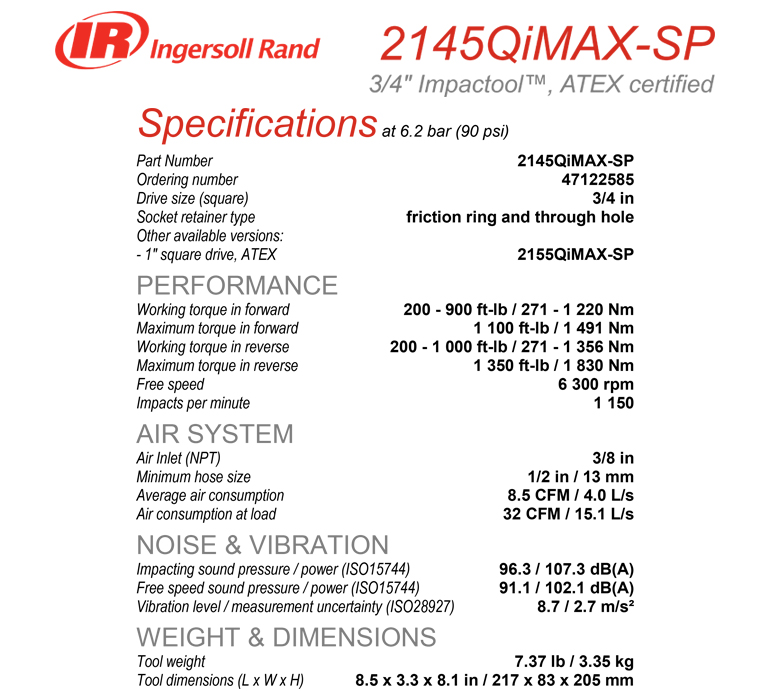 IR Ingersoll Rand
2145QiMAX-SP
3/4" Impactool™, ATEX certified
Specifications at 6.2 bar (90 psi)
Part Number 2145QiMAX-SP
Ordering number 47122585
Drive size (square) 3/4 in
Socket retainer type friction ring and through hole
Other available versions:
- 1" square drive, ATEX 2155QiMAX-SP
PERFORMANCE
Working torque in forward 200 - 900 ft-lb / 271 - 1 220 Nm
Maximum torque in forward 1 100 ft-lb / 1 491 Nm
Working torque in reverse 200 - 1 000 ft-lb / 271 - 1 356 Nm
Maximum torque in reverse 1 350 ft-lb / 1 830 Nm
Free speed 6 300 rpm
Impacts per minute 1 150
AIR SYSTEM
Air Inlet (NPT) 3/8 in
Minimum hose size 1/2 in / 13 mm
Average air consumption 8.5 CFM / 4.0 L/s
Air consumption at load 32 CFM / 15.1 L/s
NOISE & VIBRATION
Impacting sound pressure / power (ISO15744) 96.3 / 107.3 dB(A)
Free speed sound pressure / power (ISO15744) 91.1 / 102.1 dB(A)
Vibration level / measurement uncertainty (ISO28927) 8.7 / 2.7 m/s²
WEIGHT & DIMENSIONS
Tool weight 7.37 lb / 3.35 kg
Tool dimensions (L x W x H) 8.5 x 3.3 x 8.1 in / 217 x 83 x 205 mm